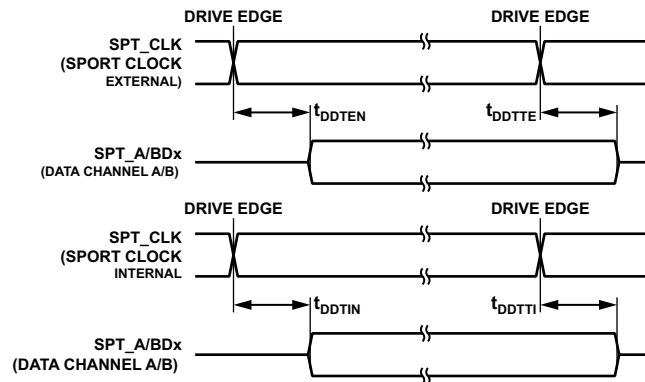 DRIVE EDGE DRIVE EDGE
SPT_CLK
(SPORT CLOCK
EXTERNAL)
tDDTEN tDDTTE
SPT_A/BDx
(DATA CHANNEL A/B)
DRIVE EDGE DRIVE EDGE
SPT_CLK
(SPORT CLOCK
INTERNAL
tDDTIN tDDTTI
SPT_A/BDx
(DATA CHANNEL A/B)